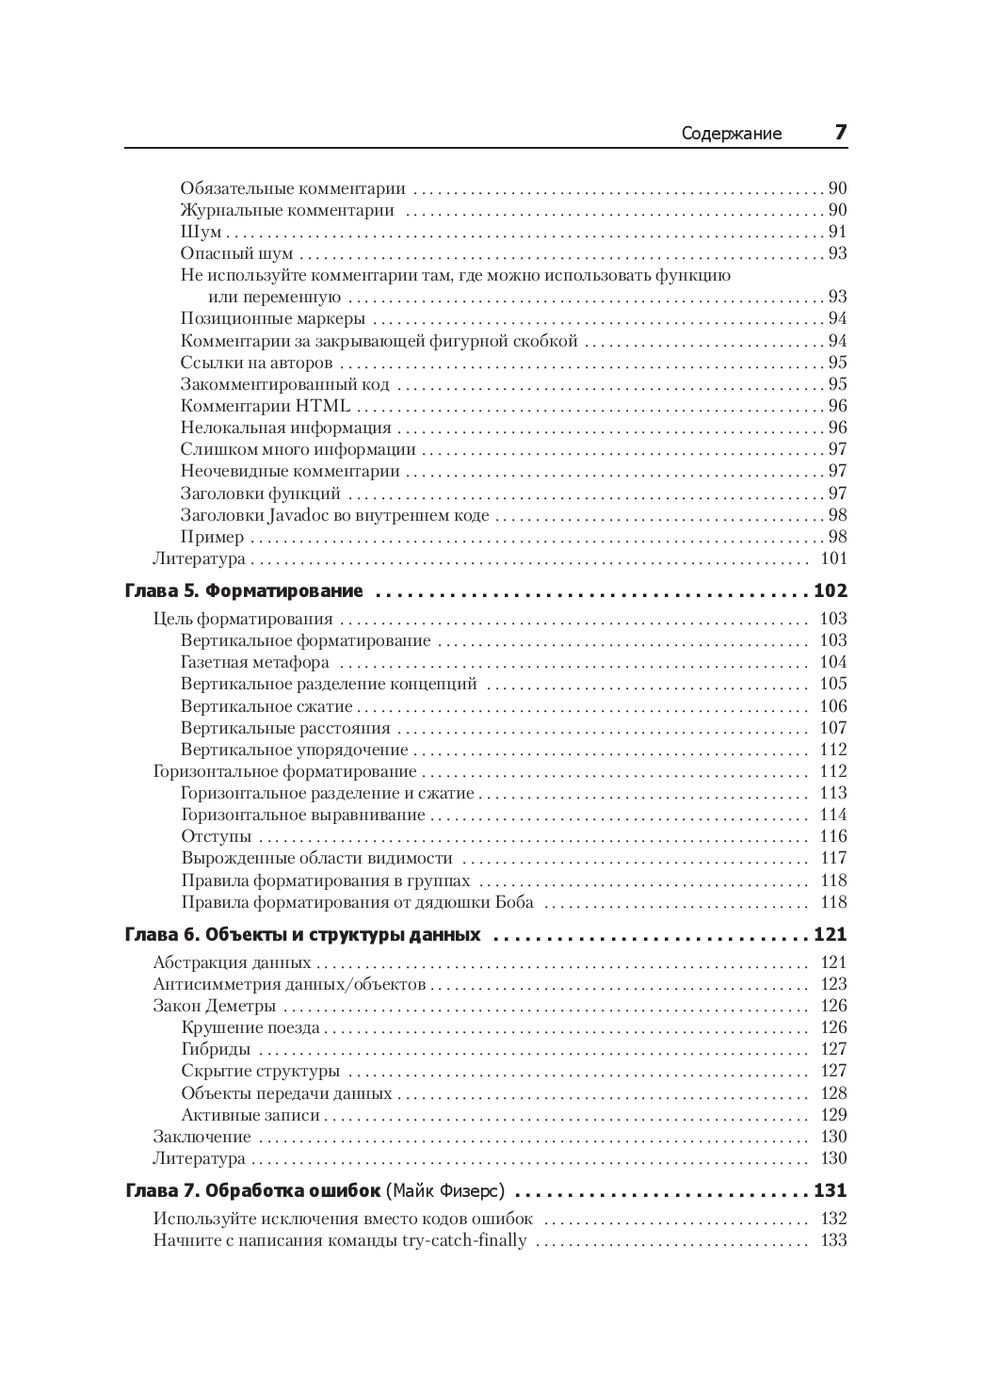 Содержание 7
Обязательные комментарии . . . . . . . . . . . . . . . . . . . . 90
Журнальные комментарии . . . . . . . . . . . . . . . . . . . . 90
Шум . . . . . . . . . . . . . . . . . . . . 91
Опасный шум . . . . . . . . . . . . . . . . . . . . 93
Не используйте комментарии там, где можно использовать функцию
или переменную . . . . . . . . . . . . . . . . . . . . 93
Позиционные маркеры . . . . . . . . . . . . . . . . . . . . 94
Комментарии за закрывающей фигурной скобкой . . . . . . . . . . . . . . . . . . . . 94
Ссылки на авторов . . . . . . . . . . . . . . . . . . . . 95
Закомментированный код . . . . . . . . . . . . . . . . . . . . 95
Комментарии HTML . . . . . . . . . . . . . . . . . . . . 96
Нелокальная информация . . . . . . . . . . . . . . . . . . . . 96
Слишком много информации . . . . . . . . . . . . . . . . . . . . 97
Неочевидные комментарии . . . . . . . . . . . . . . . . . . . . 97
Заголовки функций . . . . . . . . . . . . . . . . . . . . 97
Заголовки Javadoc во внутреннем коде . . . . . . . . . . . . . . . . . . . . 98
Пример . . . . . . . . . . . . . . . . . . . . 98
Литература . . . . . . . . . . . . . . . . . . . . 101
Глава 5. Форматирование . . . . . . . . . . . . . . . . . . . . 102
Цель форматирования . . . . . . . . . . . . . . . . . . . . 103
Вертикальное форматирование . . . . . . . . . . . . . . . . . . . . 103
Газетная метафора . . . . . . . . . . . . . . . . . . . . 104
Вертикальное разделение концепций . . . . . . . . . . . . . . . . . . . . 105
Вертикальное сжатие . . . . . . . . . . . . . . . . . . . . 106
Вертикальные расстояния . . . . . . . . . . . . . . . . . . . . 107
Вертикальное упорядочение . . . . . . . . . . . . . . . . . . . . 112
Горизонтальное форматирование . . . . . . . . . . . . . . . . . . . . 112
Горизонтальное разделение и сжатие . . . . . . . . . . . . . . . . . . . . 113
Горизонтальное выравнивание . . . . . . . . . . . . . . . . . . . . 114
Отступы . . . . . . . . . . . . . . . . . . . . 116
Вырожденные области видимости . . . . . . . . . . . . . . . . . . . . 117
Правила форматирования в группах . . . . . . . . . . . . . . . . . . . . 118
Правила форматирования от дядюшки Боба . . . . . . . . . . . . . . . . . . . . 118
Глава 6. Объекты и структуры данных . . . . . . . . . . . . . . . . . . . . 121
Абстракция данных . . . . . . . . . . . . . . . . . . . . 121
Антисимметрия данных/объектов . . . . . . . . . . . . . . . . . . . . 123
Закон Деметры . . . . . . . . . . . . . . . . . . . . 126
Крушение поезда . . . . . . . . . . . . . . . . . . . . 126
Гибриды . . . . . . . . . . . . . . . . . . . . 127
Скрытие структуры . . . . . . . . . . . . . . . . . . . . 127
Объекты передачи данных . . . . . . . . . . . . . . . . . . . . 128
Активные записи . . . . . . . . . . . . . . . . . . . . 129
Заключение . . . . . . . . . . . . . . . . . . . . 130
Литература . . . . . . . . . . . . . . . . . . . . 130
Глава 7. Обработка ошибок (Майк Физерс) . . . . . . . . . . . . . . . . . . . . 131
Используйте исключения вместо кодов ошибок . . . . . . . . . . . . . . . . . . . . 132
Начните с написания команды try-catch-finally . . . . . . . . . . . . . . . . . . . . 133